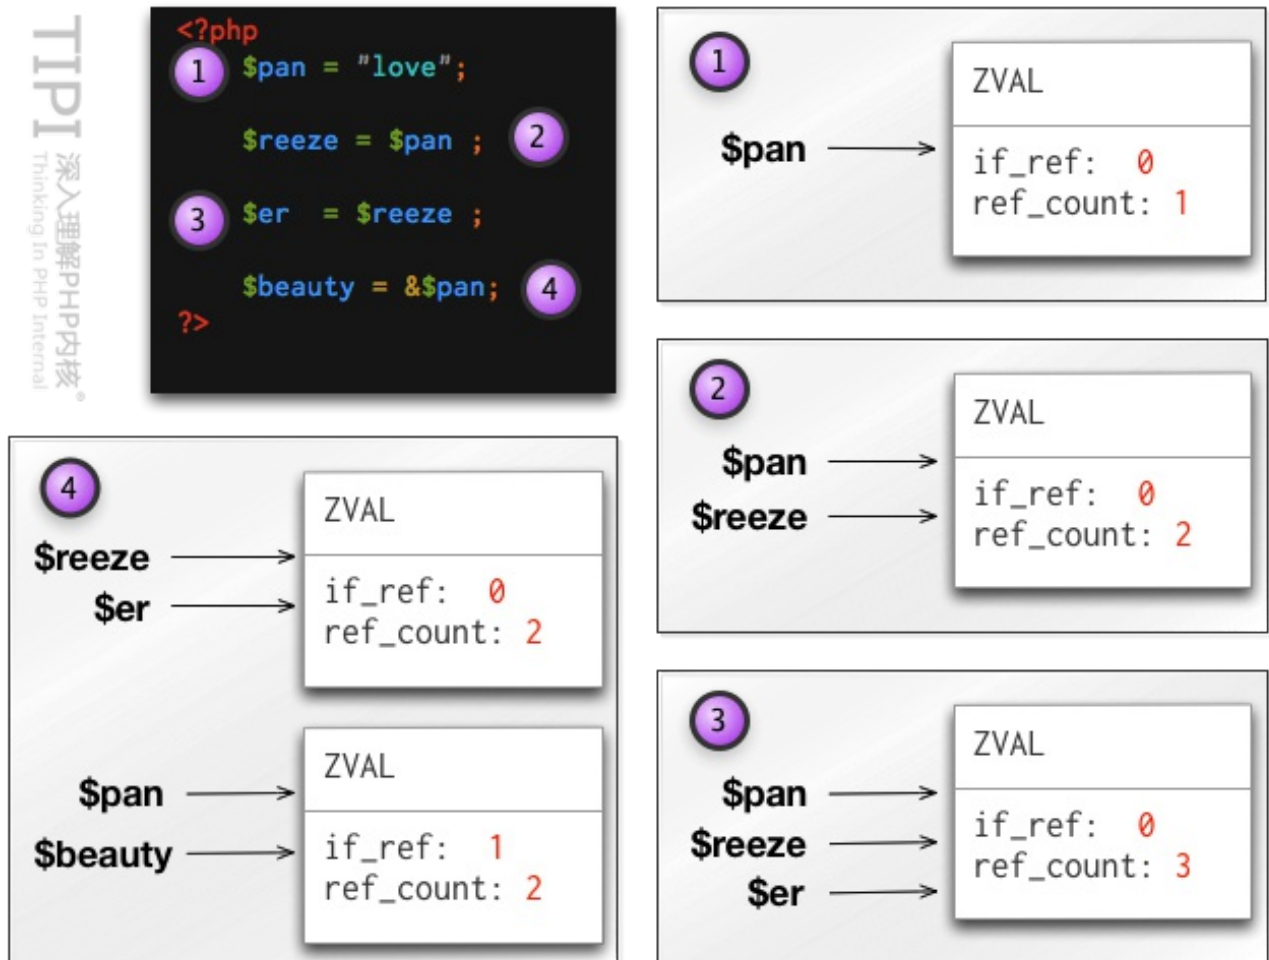 TIPI
深入理解PHP内核®
Thinking In PHP Internal
<?php
1 $pan = "love";
$reeze = $pan ; 2
3 $er = $reeze ;
$beauty = &$pan; 4
?>
1
ZVAL
$pan
if_ref: 0
ref_count: 1
2
ZVAL
$pan
$reeze
if_ref: 0
ref_count: 2
3
ZVAL
$pan
$reeze
$er
if_ref: 0
ref_count: 3
4
ZVAL
$reeze
$er
if_ref: 0
ref_count: 2
ZVAL
$pan
$beauty
if_ref: 1
ref_count: 2